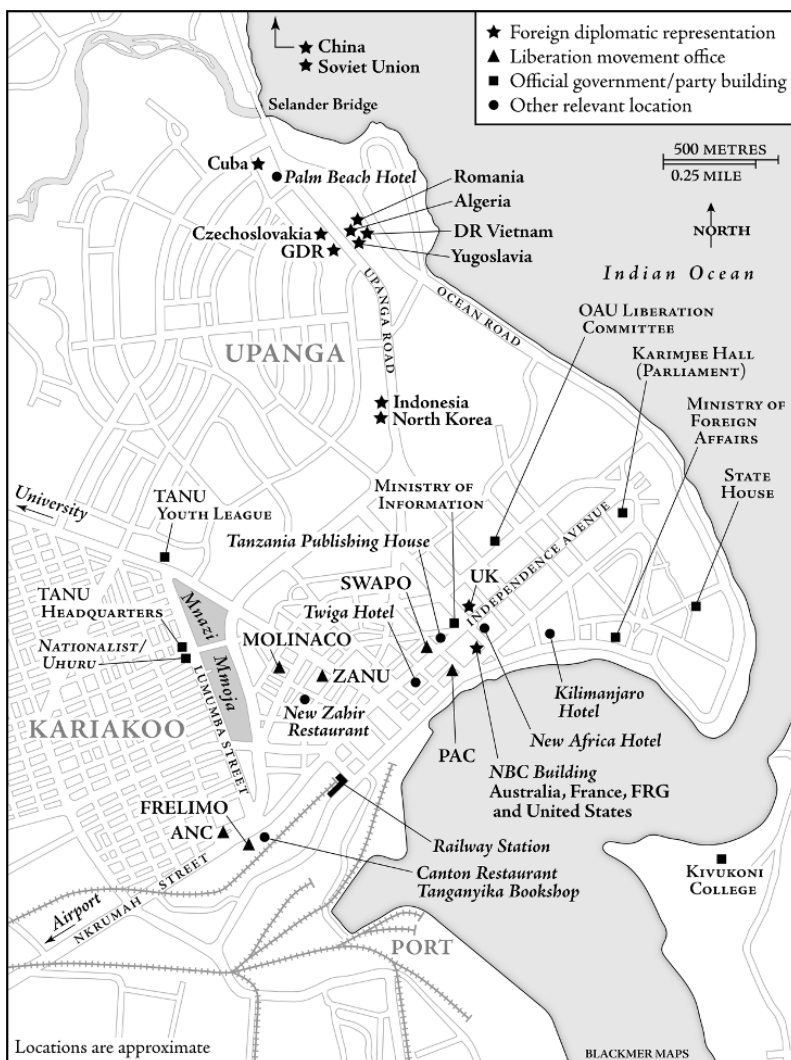 China
Soviet Union
Selander Bridge
Foreign diplomatic representation
Liberation movement office
Official government/party building
Other relevant location
500 METRES
0.25 MILE
NORTH
Indian Ocean
Cuba
Palm Beach Hotel
Romania
Algeria
Czechoslovakia
DR Vietnam
GDR
Yugoslavia
UPANGA ROAD
OCEAN ROAD
UPANGA
OAU Liberation
Committee
Karimjee Hall
(Parliament)
Indonesia
North Korea
Ministry of
Foreign
Affairs
State
House
University
TANU
Youth League
Ministry of
Information
Tanzania Publishing House
INDEPENDENCE AVENUE
UK
SWAPO
Twiga Hotel
TANU
Headquarters
Nationalist/
Uhuru
Mnazi
Mmoja
MOLINACO
ZANU
New Zahir
Restaurant
KARIAKOO
LUMUMBA STREET
Kilimanjaro
Hotel
New Africa Hotel
PAC
NBC Building
Australia, France, FRG
and United States
FRELIMO
ANC
Railway Station
Canton Restaurant
Tanganyika Bookshop
Kivukoni
College
Airport
NKRUMAH STREET
PORT
Locations are approximate
BLACKMER MAPS